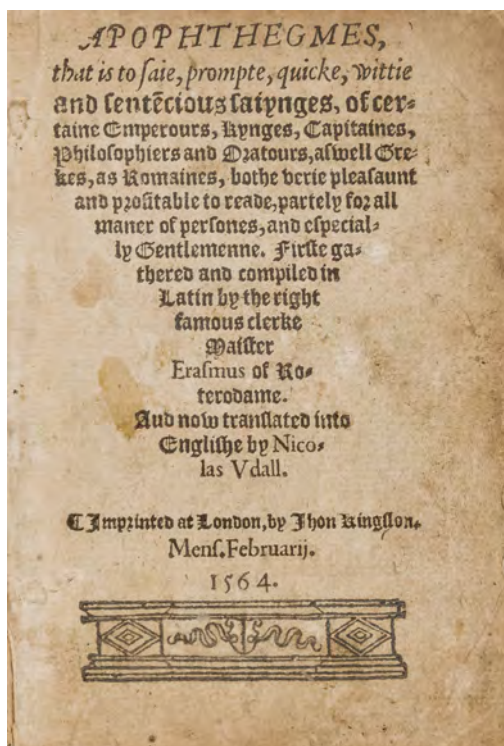 APOPHTHEGMES,
that is to saie, prompte, quicke, wittie
and sentẽcious saiynges, of cer-
taine Emperours, Kynges, Capitaines,
Philosophiers and Oratours, aswell Gre-
kes, as Romaines, bothe verie pleasaunt
and profitable to reade, partely for all
maner of persones, and especial-
ly Gentlemenne. Firste ga-
thered and compiled in
Latin by the right
famous clerke
Maister
Erasmus of Ro-
terodame.
And now translated into
Englishe by Nico-
las Vdall.
¶ Imprinted at London, by Jhon Kingston.
Mens. Februarij.
1564.